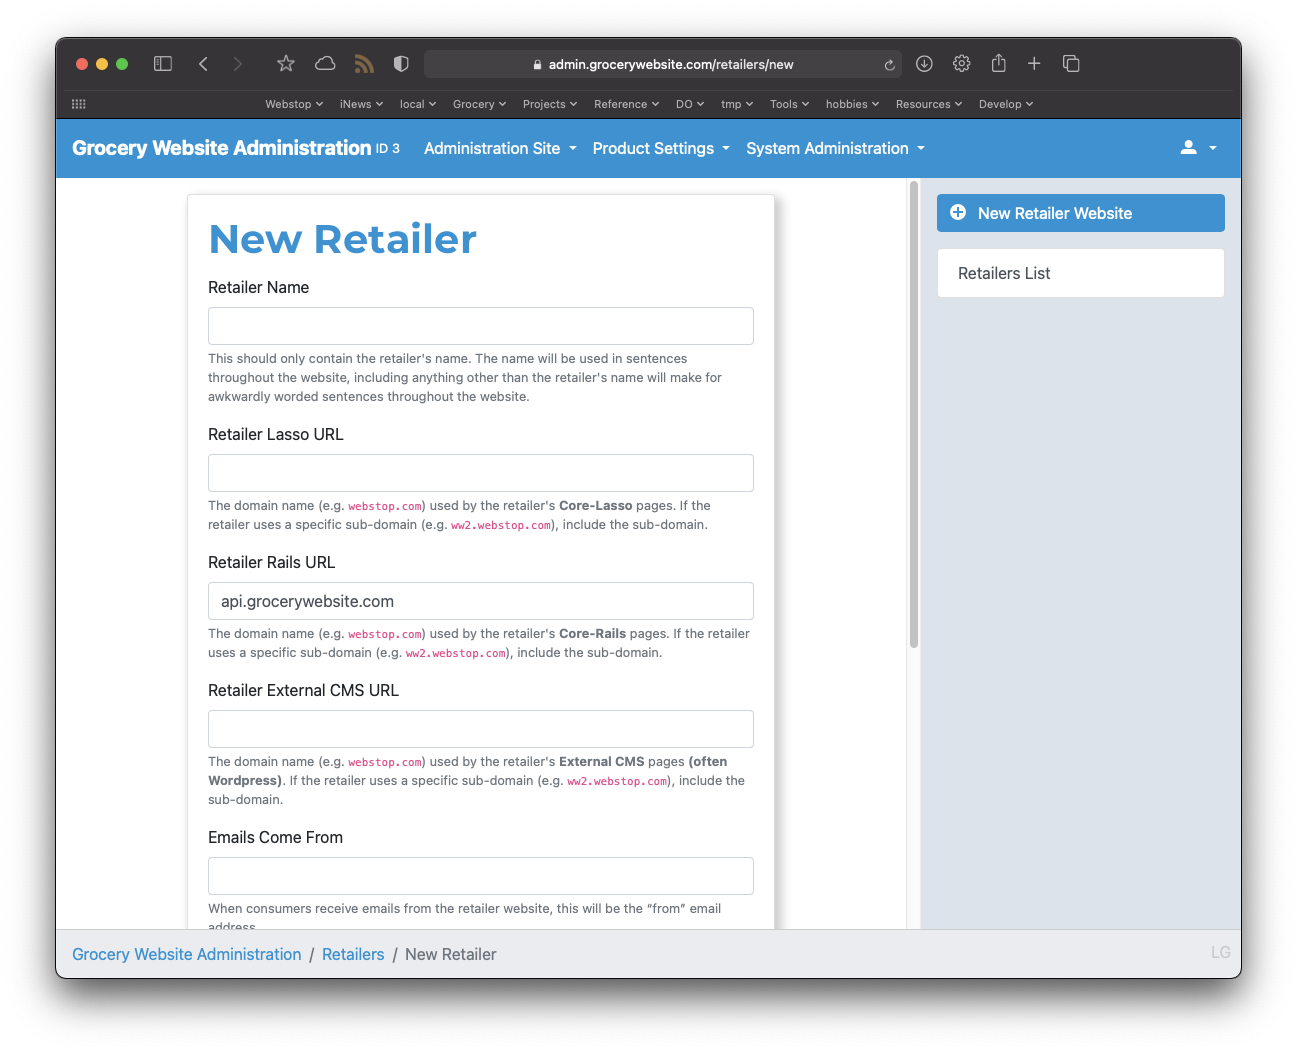 admin.grocerywebsite.com/retailers/new
Webstop iNews local Grocery Projects Reference DO tmp Tools hobbies Resources Develop
Grocery Website Administration ID 3 Administration Site Product Settings System Administration
New Retailer
Retailer Name
This should only contain the retailer's name. The name will be used in sentences
throughout the website, including anything other than the retailer's name will make for
awkwardly worded sentences throughout the website.
Retailer Lasso URL
The domain name (e.g. webstop.com) used by the retailer's Core-Lasso pages. If the
retailer uses a specific sub-domain (e.g. ww2.webstop.com), include the sub-domain.
Retailer Rails URL
api.grocerywebsite.com
The domain name (e.g. webstop.com) used by the retailer's Core-Rails pages. If the retailer
uses a specific sub-domain (e.g. ww2.webstop.com), include the sub-domain.
Retailer External CMS URL
The domain name (e.g. webstop.com) used by the retailer's External CMS pages (often
Wordpress). If the retailer uses a specific sub-domain (e.g. ww2.webstop.com), include the
sub-domain.
Emails Come From
When consumers receive emails from the retailer website, this will be the “from” email
address.
New Retailer Website
Retailers List
Grocery Website Administration / Retailers / New Retailer
LG